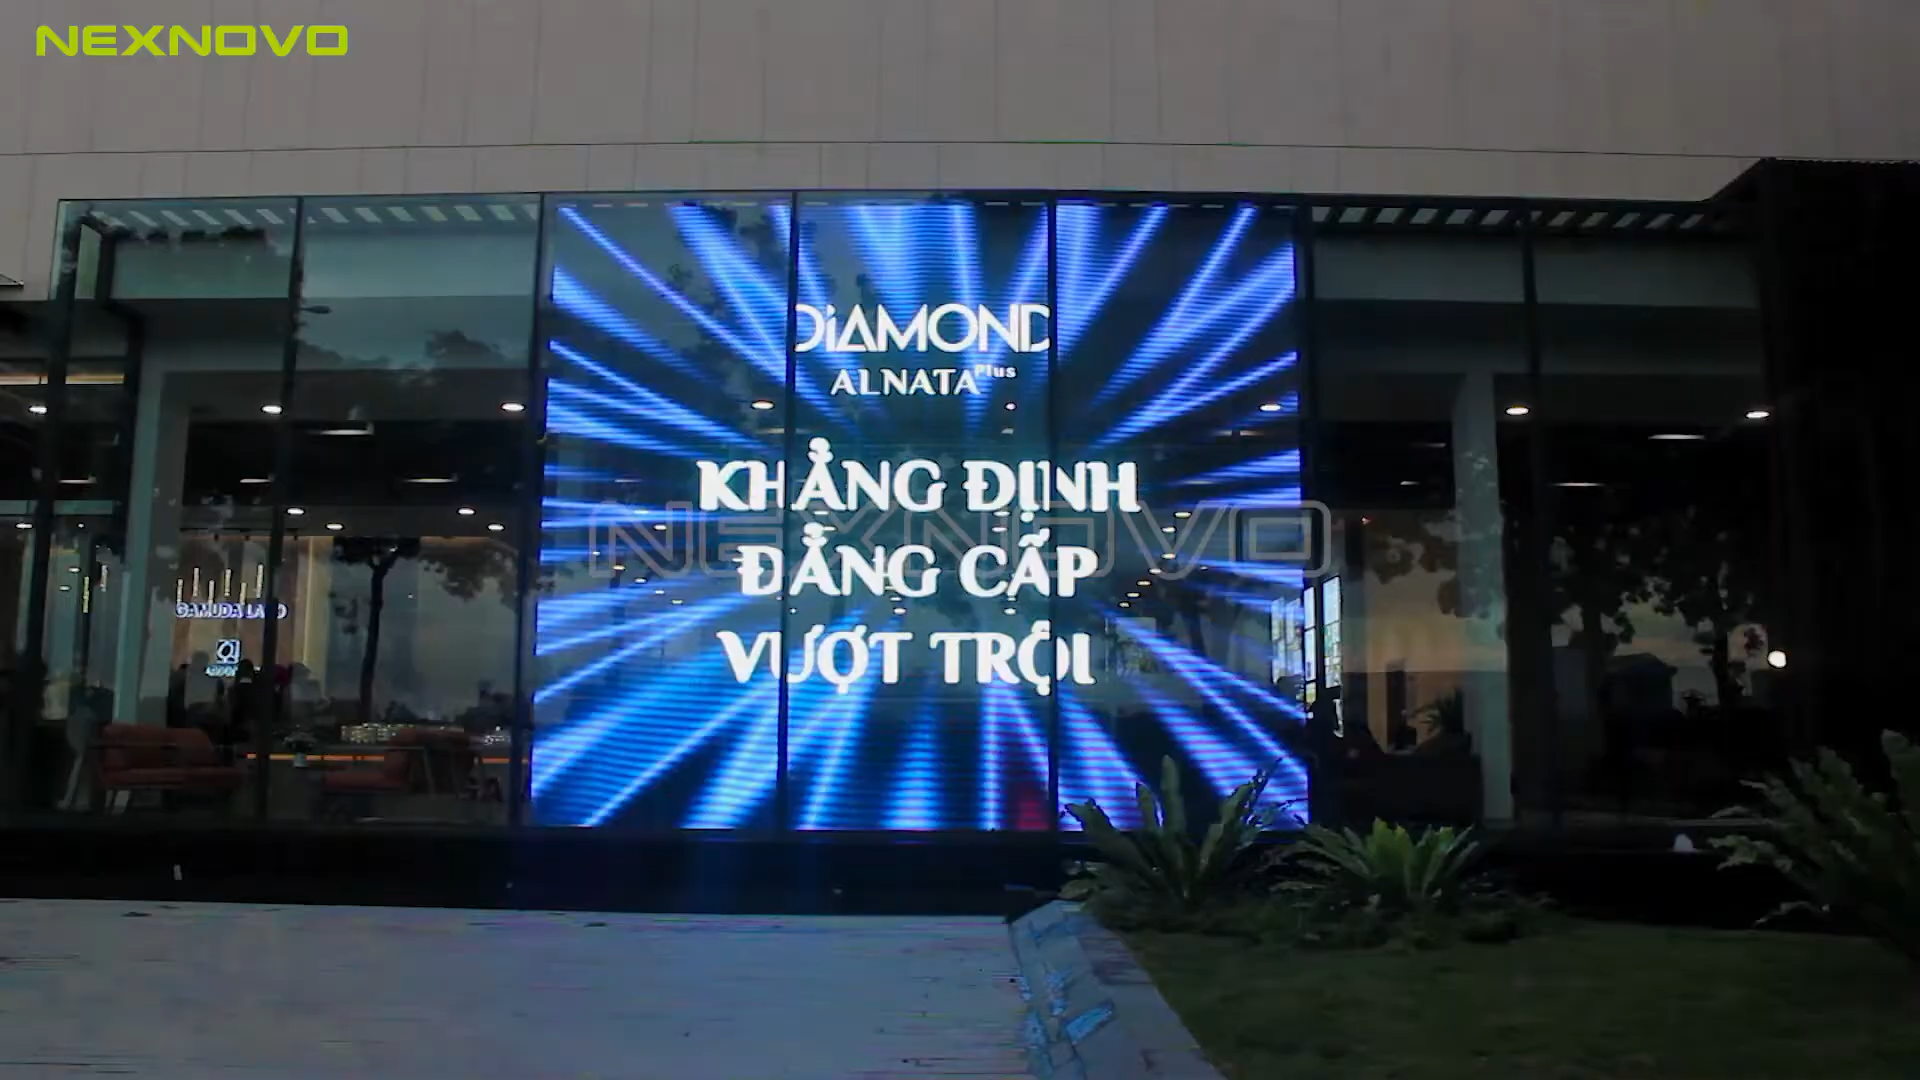 NEXNOVO
DiAMOND
ALNATA Plus
KHẲNG ĐỊNH
NEXNOVO
ĐẲNG CẤP
VƯỢT TRỘI
GAMUDA LAND